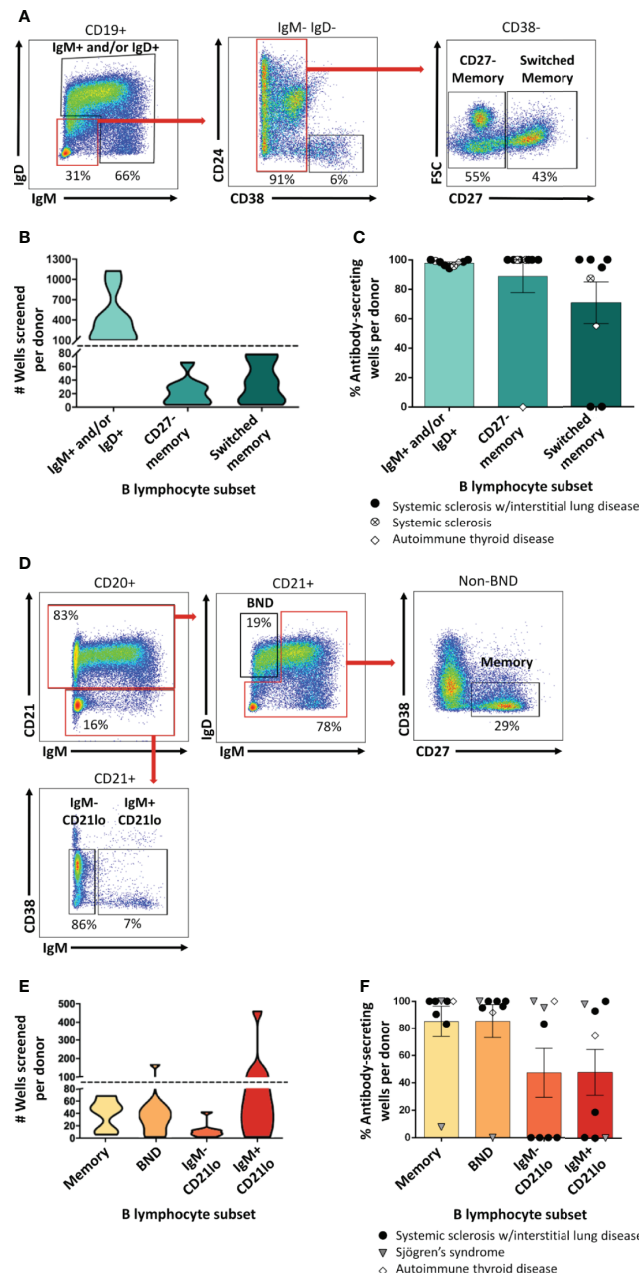 A
CD19+
IgM+ and/or IgD+
IgD
31%
66%
IgM
IgM- IgD-
CD24
91%
6%
CD38
CD38-
CD27-
Memory
Switched
Memory
FSC
55%
43%
CD27
B
# Wells screened
per donor
1300
1000
700
400
100
80
60
40
20
0
IgM+ and/or
IgD+
CD27-
memory
Switched
memory
B lymphocyte subset
C
% Antibody-secreting
wells per donor
100
80
60
40
20
0
IgM+ and/or
IgD+
CD27-
memory
Switched
memory
B lymphocyte subset
Systemic sclerosis w/interstitial lung disease
Systemic sclerosis
Autoimmune thyroid disease
D
CD20+
83%
CD21
16%
IgM
CD21+
BND
19%
IgD
78%
IgM
Non-BND
Memory
CD38
29%
CD27
CD21+
IgM-
CD21lo
IgM+
CD21lo
CD38
86%
7%
IgM
E
# Wells screened
per donor
500
400
300
200
100
80
60
40
20
0
Memory
BND
IgM-
CD21lo
IgM+
CD21lo
B lymphocyte subset
F
% Antibody-secreting
wells per donor
100
80
60
40
20
0
Memory
BND
IgM-
CD21lo
IgM+
CD21lo
B lymphocyte subset
Systemic sclerosis w/interstitial lung disease
Sjögren's syndrome
Autoimmune thyroid disease